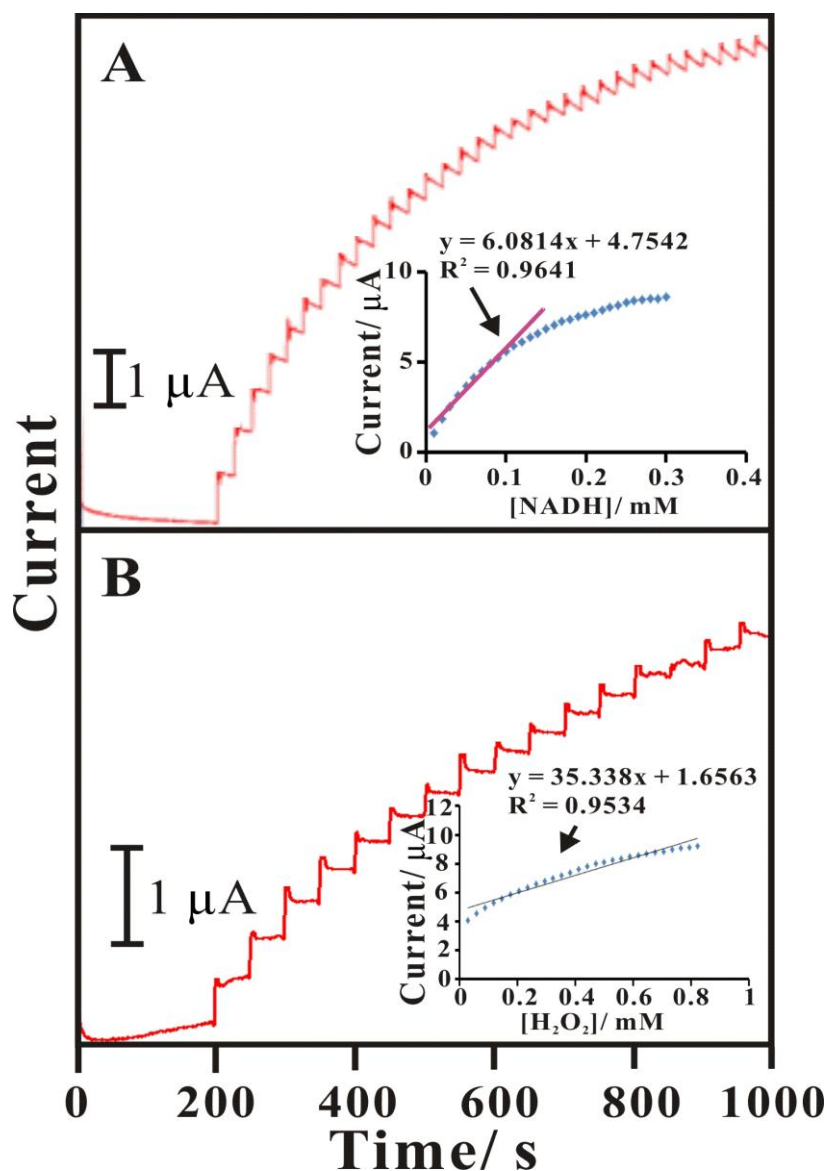 A
y = 6.0814x + 4.7542
R² = 0.9641
Current/ μA
10
5
0
0 0.1 0.2 0.3 0.4
[NADH]/ mM
1 μA
Current
B
y = 35.338x + 1.6563
R² = 0.9534
Current/ μA
12
10
8
6
4
2
0
0 0.2 0.4 0.6 0.8 1
[H₂O₂]/ mM
1 μA
0 200 400 600 800 1000
Time/ s